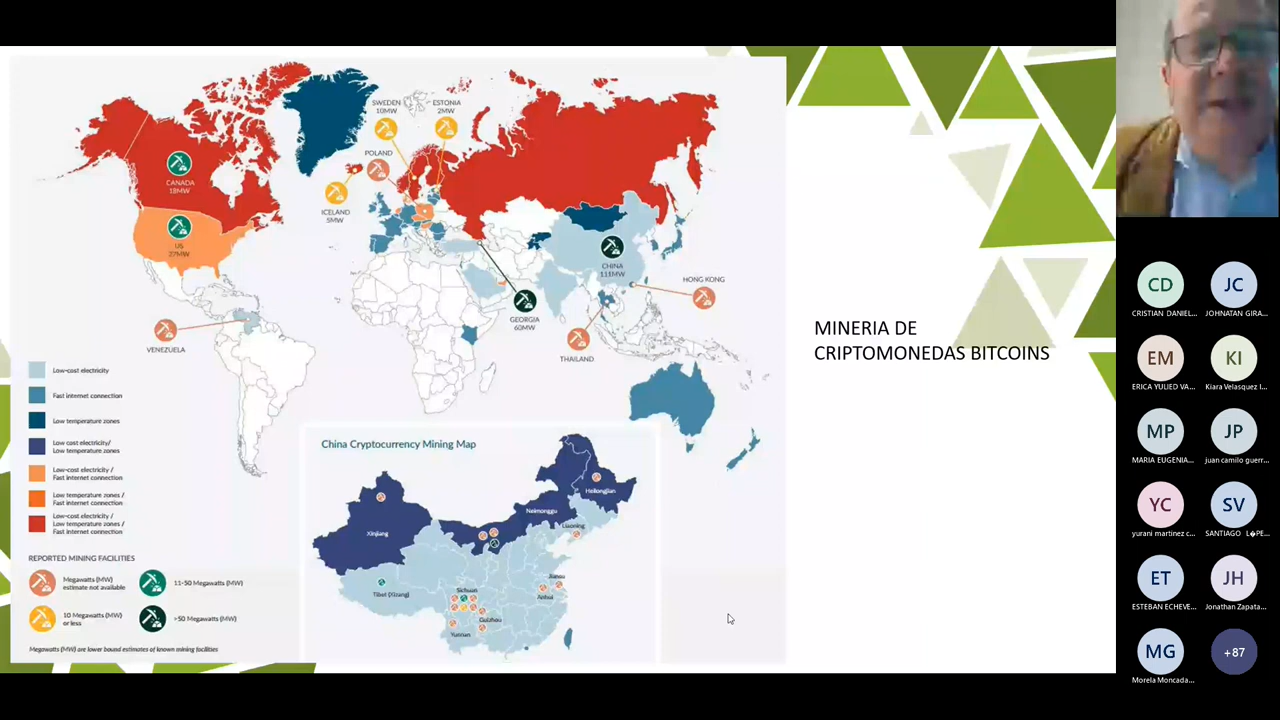 SWEDEN
10MW
ESTONIA
2MW
POLAND
CANADA
18MW
ICELAND
5MW
US
27MW
CHINA
111MW
HONG KONG
GEORGIA
60MW
VENEZUELA
THAILAND
Low-cost electricity
Fast internet connection
Low temperature zones
Low cost electricity/
Low temperature zones
Low-cost electricity /
Fast internet connection
Low temperature zones /
Fast internet connection
Low-cost electricity /
Low temperature zones /
Fast internet connection
REPORTED MINING FACILITIES
Megawatts (MW)
estimate not available
11-50 Megawatts (MW)
10 Megawatts (MW)
or less
>50 Megawatts (MW)
Megawatts (MW) are lower bound estimates of known mining facilities
China Cryptocurrency Mining Map
Heilongjian
Neimonggu
Xinjiang
Liaoning
Tibet (Xizang)
Sichuan
Jiangsu
Anhui
Guizhou
Yunnan
MINERIA DE
CRIPTOMONEDAS BITCOINS
CD
CRISTIAN DANIEL...
JC
JOHNATAN GIRA...
EM
ERICA YULIED VA...
KI
Kiara Velasquez I...
MP
MARIA EUGENIA...
JP
juan camilo guerr...
YC
yurani martinez c...
SV
SANTIAGO L�PE...
ET
ESTEBAN ECHEVE...
JH
Jonathan Zapata...
MG
Morela Moncada...
+87